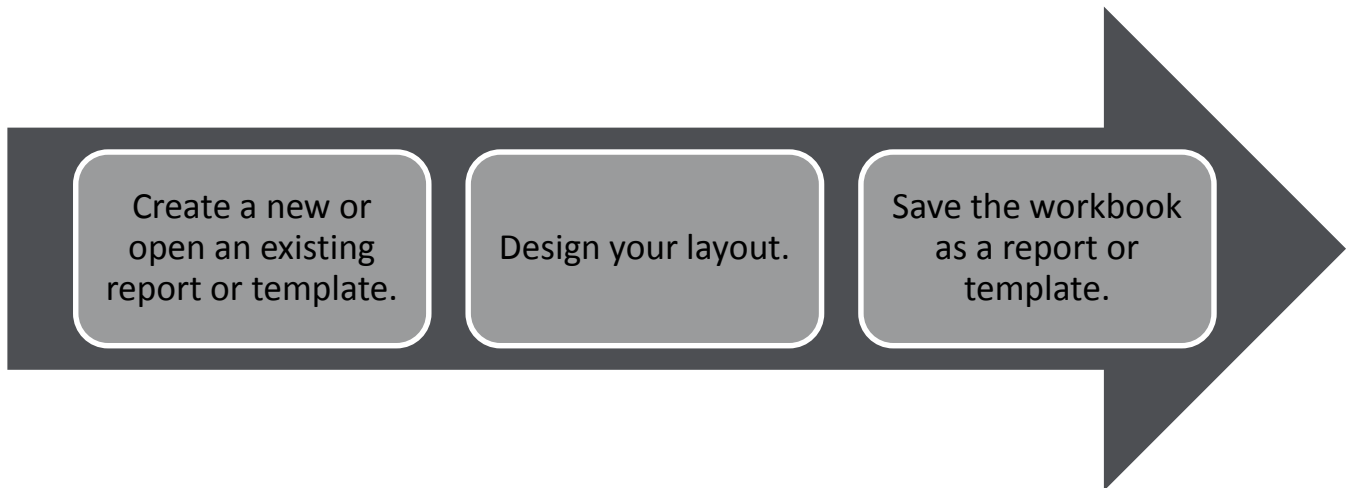 Create a new or
open an existing
report or template.
Design your layout.
Save the workbook
as a report or
template.